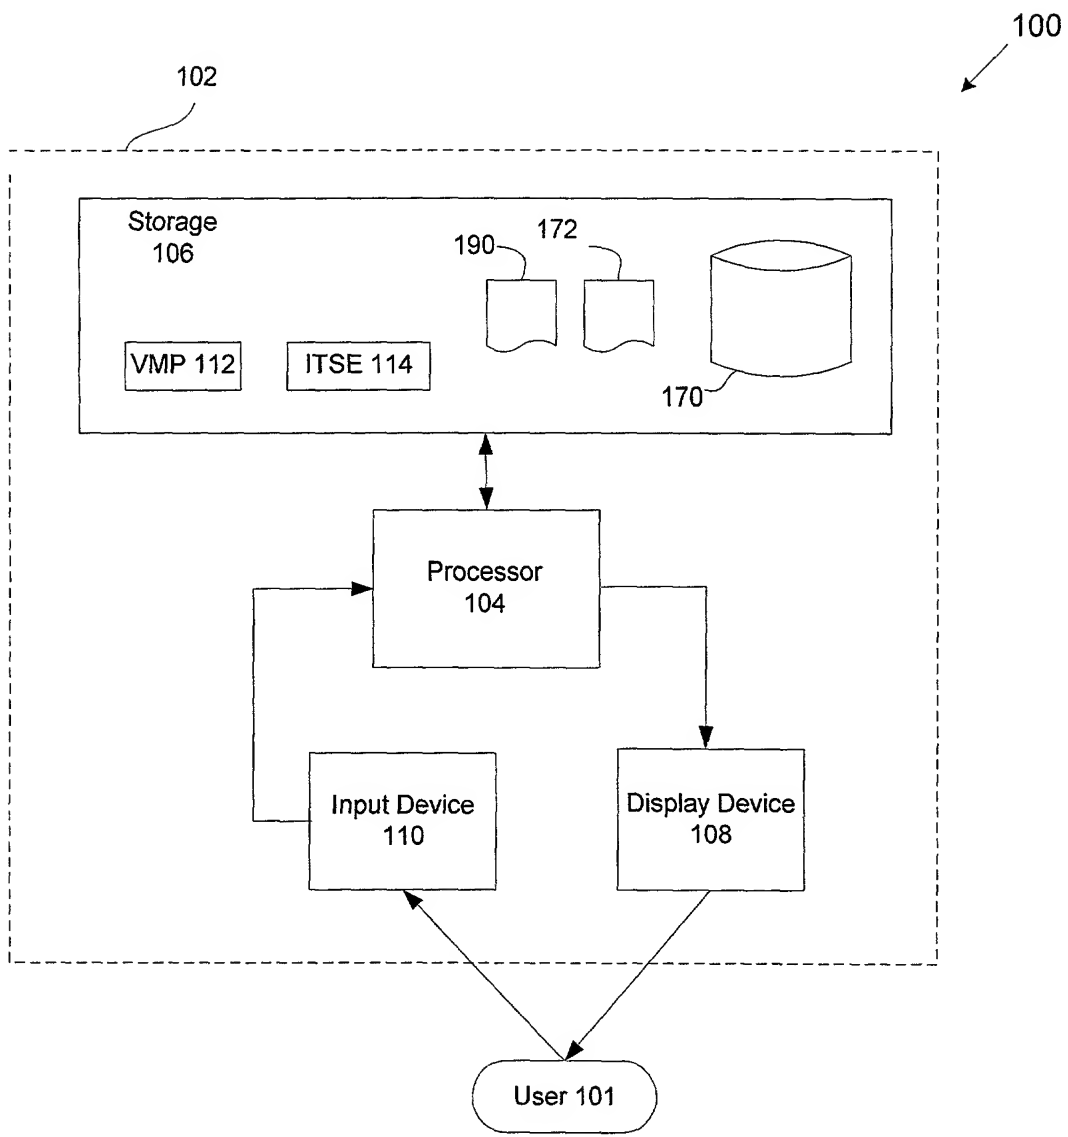 100
102
Storage
106
190
172
VMP 112
ITSE 114
170
Processor
104
Input Device
110
Display Device
108
User 101